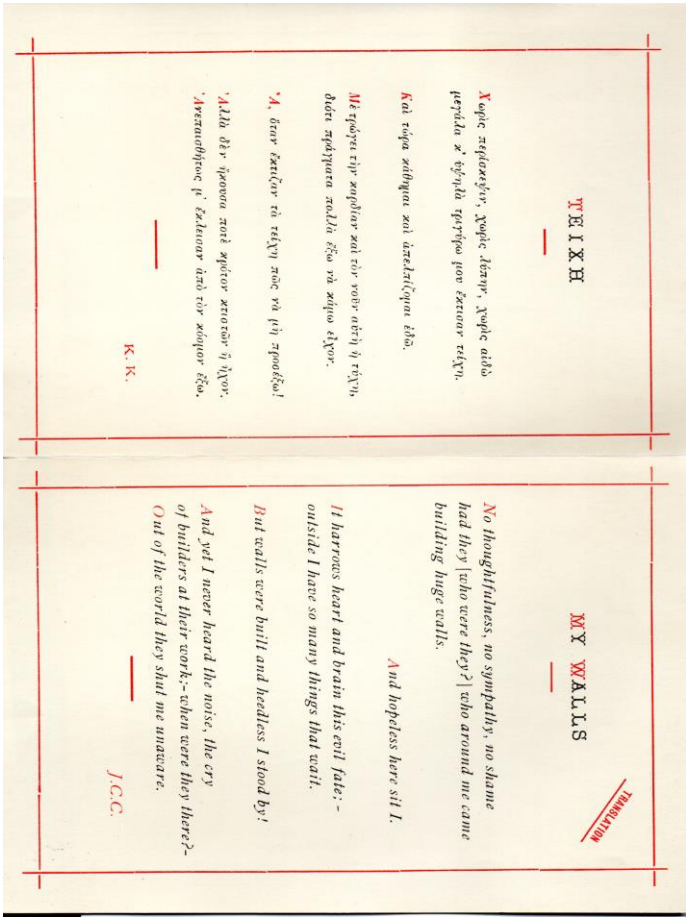 ΤΕΙΧΗ
Χωρὶς περίσκεψιν, χωρὶς λύπην, χωρὶς αἰδὼ
μεγάλα κ' ὑψηλὰ τριγύρω μου ἔκτισαν τείχη.
Καὶ τώρα κάθημαι καὶ ἀπελπίζομαι ἐδῶ.
Μὲ τρώγει τὴν καρδίαν καὶ τὸν νοῦν αὐτὴ ἡ τύχη,
διότι πράγματα πολλὰ ἔξω νὰ κάμω εἶχον.
Ἄ, ὅταν ἔκτιζαν τὰ τείχη πῶς νὰ μὴ προσέξω!
Ἀλλὰ δὲν ἤκουσα ποτὲ κρότον κτιστῶν ἢ ἦχον.
Ἀνεπαισθήτως μ' ἔκλεισαν ἀπὸ τὸν κόσμον ἔξω.
Κ. Κ.
TRANSLATION
MY WALLS
No thoughtfulness, no sympathy, no shame
had they | who were they? | who around me came
building huge walls.
And hopeless here sit I.
It harrows heart and brain this evil fate; -
outside I have so many things that wait.
But walls were built and heedless I stood by!
And yet I never heard the noise, the cry
of builders at their work;- when were they there?-
Out of the world they shut me unaware.
J.C.C.